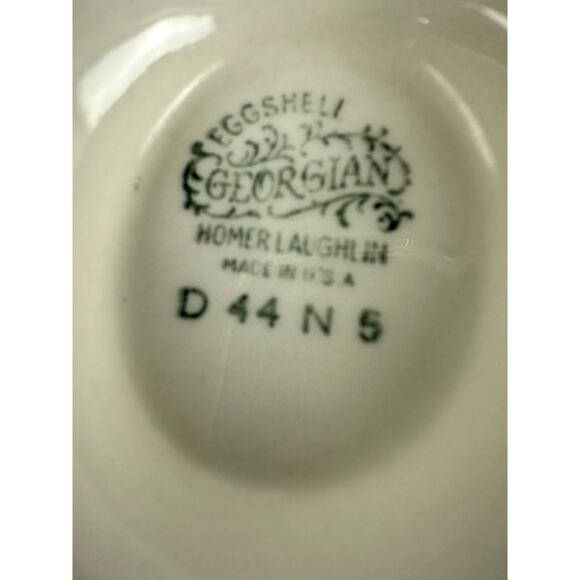 EGGSHELL
GEORGIAN
HOMER LAUGHLIN
MADE IN U.S.A
D 44 N 5